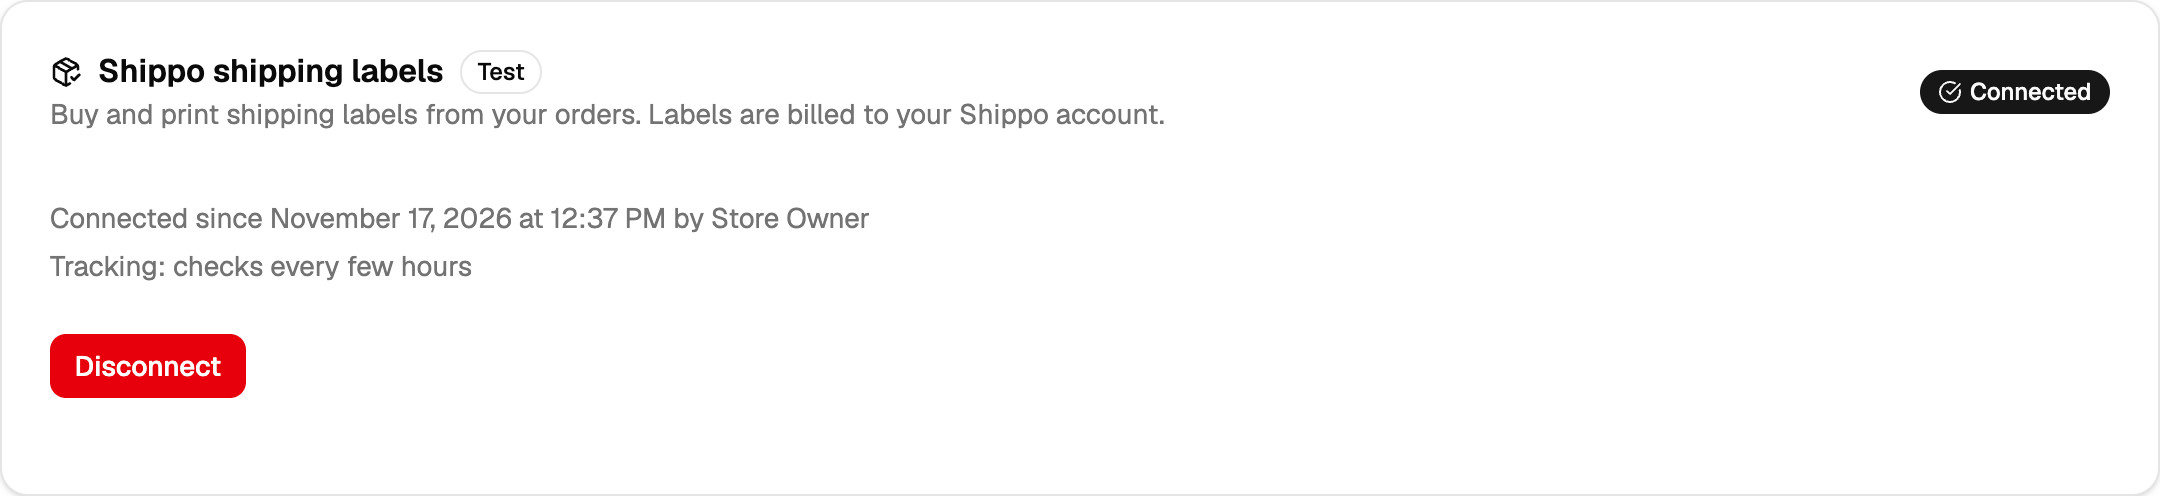 Shippo shipping labels Test
Buy and print shipping labels from your orders. Labels are billed to your Shippo account.
Connected
Connected since November 17, 2026 at 12:37 PM by Store Owner
Tracking: checks every few hours
Disconnect